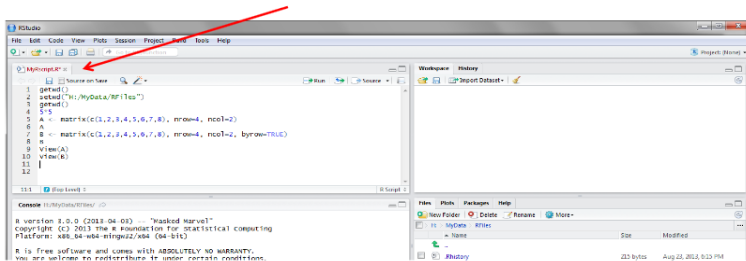 RStudio
File Edit Code View Plots Session Project Build Tools Help
Project: (None)
MyRscript.R*
Source on Save
Run
Source
1 getwd()
2 setwd("H:/MyData/RFiles")
3 getwd()
4 5*5
5 A <- matrix(c(1,2,3,4,5,6,7,8), nrow=4, ncol=2)
6 A
7 B <- matrix(c(1,2,3,4,5,6,7,8), nrow=4, ncol=2, byrow=TRUE)
8 B
9 View(A)
10 View(B)
11
12
11:1 (Top Level) R Script
Console H:/MyData/RFiles/
R version 3.0.0 (2013-04-03) -- "Masked Marvel"
Copyright (C) 2013 The R Foundation for Statistical Computing
Platform: x86_64-w64-mingw32/x64 (64-bit)
R is free software and comes with ABSOLUTELY NO WARRANTY.
You are welcome to redistribute it under certain conditions.
Workspace History
Import Dataset
Files Plots Packages Help
New Folder Delete Rename More
H: MyData RFiles
Name Size Modified
..
.Rhistory 215 bytes Aug 23, 2013, 6:15 PM